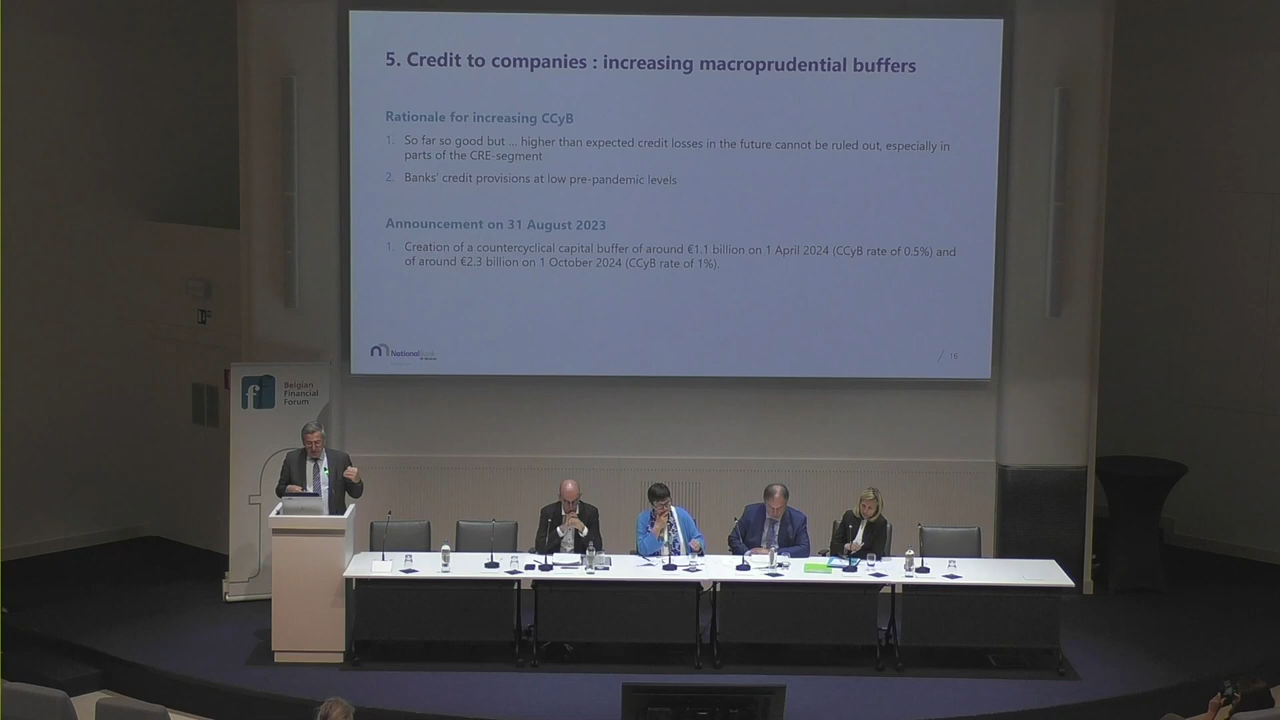 5. Credit to companies : increasing macroprudential buffers
Rationale for increasing CCyB
1. So far so good but ... higher than expected credit losses in the future cannot be ruled out, especially in
parts of the CRE-segment
2. Banks' credit provisions at low pre-pandemic levels
Announcement on 31 August 2023
1. Creation of a countercyclical capital buffer of around €1.1 billion on 1 April 2024 (CCyB rate of 0.5%) and
of around €2.3 billion on 1 October 2024 (CCyB rate of 1%).
NationalBank
/ 16
f
Belgian
Financial
Forum